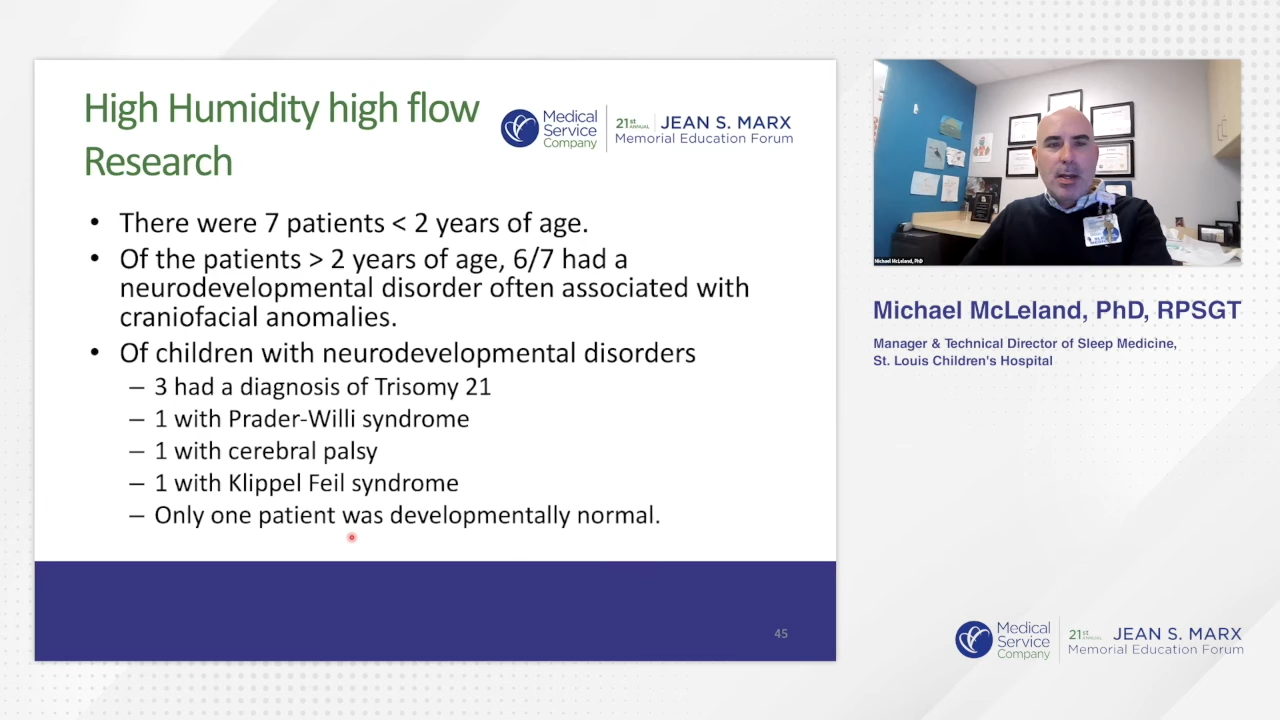 High Humidity high flow
Research
Medical
Service
Company
21st
ANNUAL
JEAN S. MARX
Memorial Education Forum
• There were 7 patients < 2 years of age.
• Of the patients > 2 years of age, 6/7 had a
neurodevelopmental disorder often associated with
craniofacial anomalies.
• Of children with neurodevelopmental disorders
– 3 had a diagnosis of Trisomy 21
– 1 with Prader-Willi syndrome
– 1 with cerebral palsy
– 1 with Klippel Feil syndrome
– Only one patient was developmentally normal.
45
Michael McLeland, PhD
Michael McLeland, PhD, RPSGT
Manager & Technical Director of Sleep Medicine,
St. Louis Children's Hospital
Medical
Service
Company
21st
ANNUAL
JEAN S. MARX
Memorial Education Forum